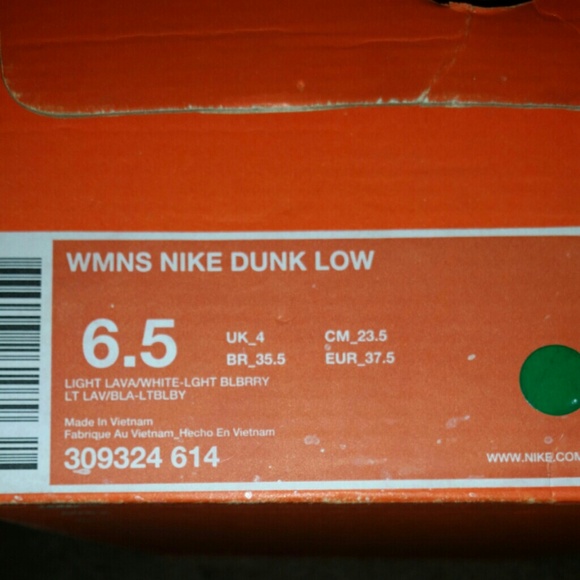 WMNS NIKE DUNK LOW
6.5
UK_4 CM_23.5
BR_35.5 EUR_37.5
LIGHT LAVA/WHITE-LGHT BLBRRY
LT LAV/BLA-LTBLBY
Made In Vietnam
Fabrique Au Vietnam_Hecho En Vietnam
309324 614
WWW.NIKE.COM